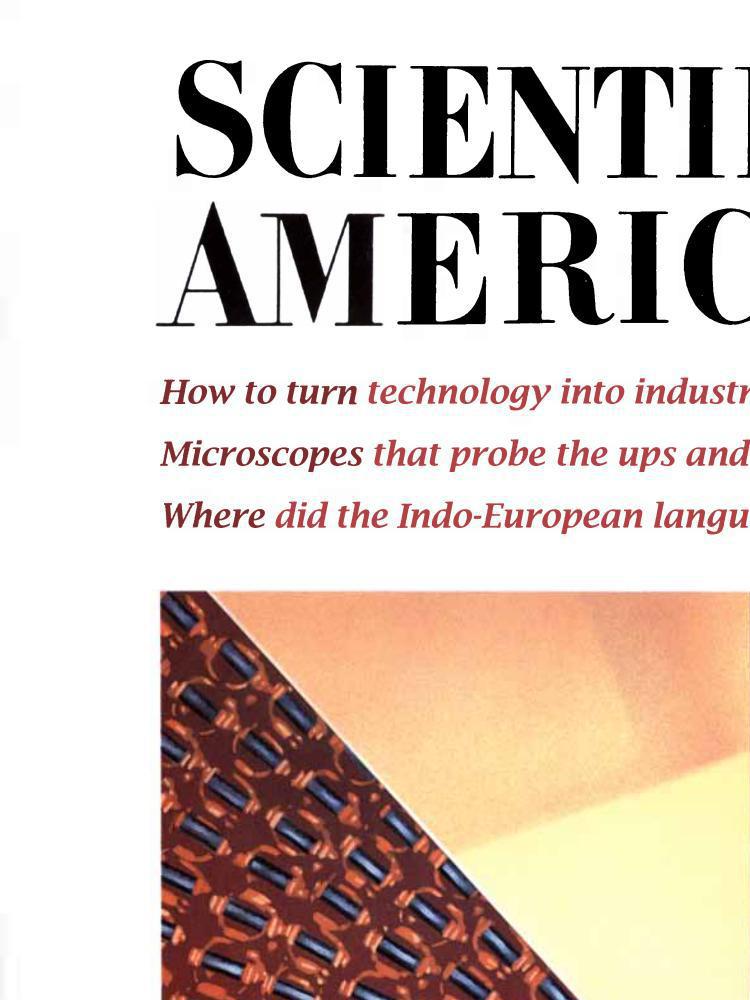 SCIENTI
AMERIC
How to turn technology into industr
Microscopes that probe the ups and
Where did the Indo-European langu